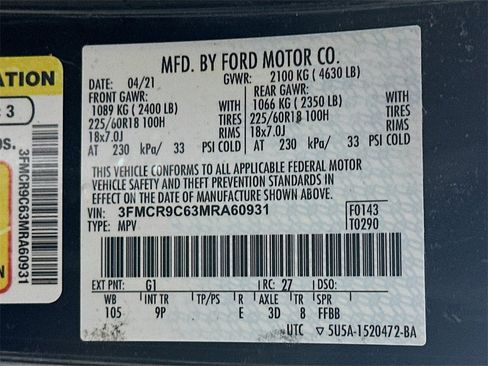 ATION
3
os.
3FMCR9C63MRA60931
N
MFD. BY FORD MOTOR CO.
DATE: 04/21 GVWR: 2100 KG ( 4630 LB)
FRONT GAWR: REAR GAWR:
1089 KG ( 2400 LB) WITH 1066 KG ( 2350 LB) WITH
225/60R18 100H TIRES 225/60R18 100H TIRES
18x7.0J RIMS 18x7.0J RIMS
AT 230 kPa/ 33 PSI COLD AT 230 kPa/ 33 PSI COLD
THIS VEHICLE CONFORMS TO ALL APPLICABLE FEDERAL MOTOR
VEHICLE SAFETY AND THEFT PREVENTION STANDARDS IN
EFFECT ON THE DATE OF MANUFACTURE SHOWN ABOVE.
VIN: 3FMCR9C63MRA60931 F0143
TYPE: MPV T0290
EXT PNT: G1 RC: 27 DSO:
WB INT TR TP/PS R AXLE TR SPR
105 9P E 3D 8 FFBB
UTC ▽ 5U5A-1520472-BA